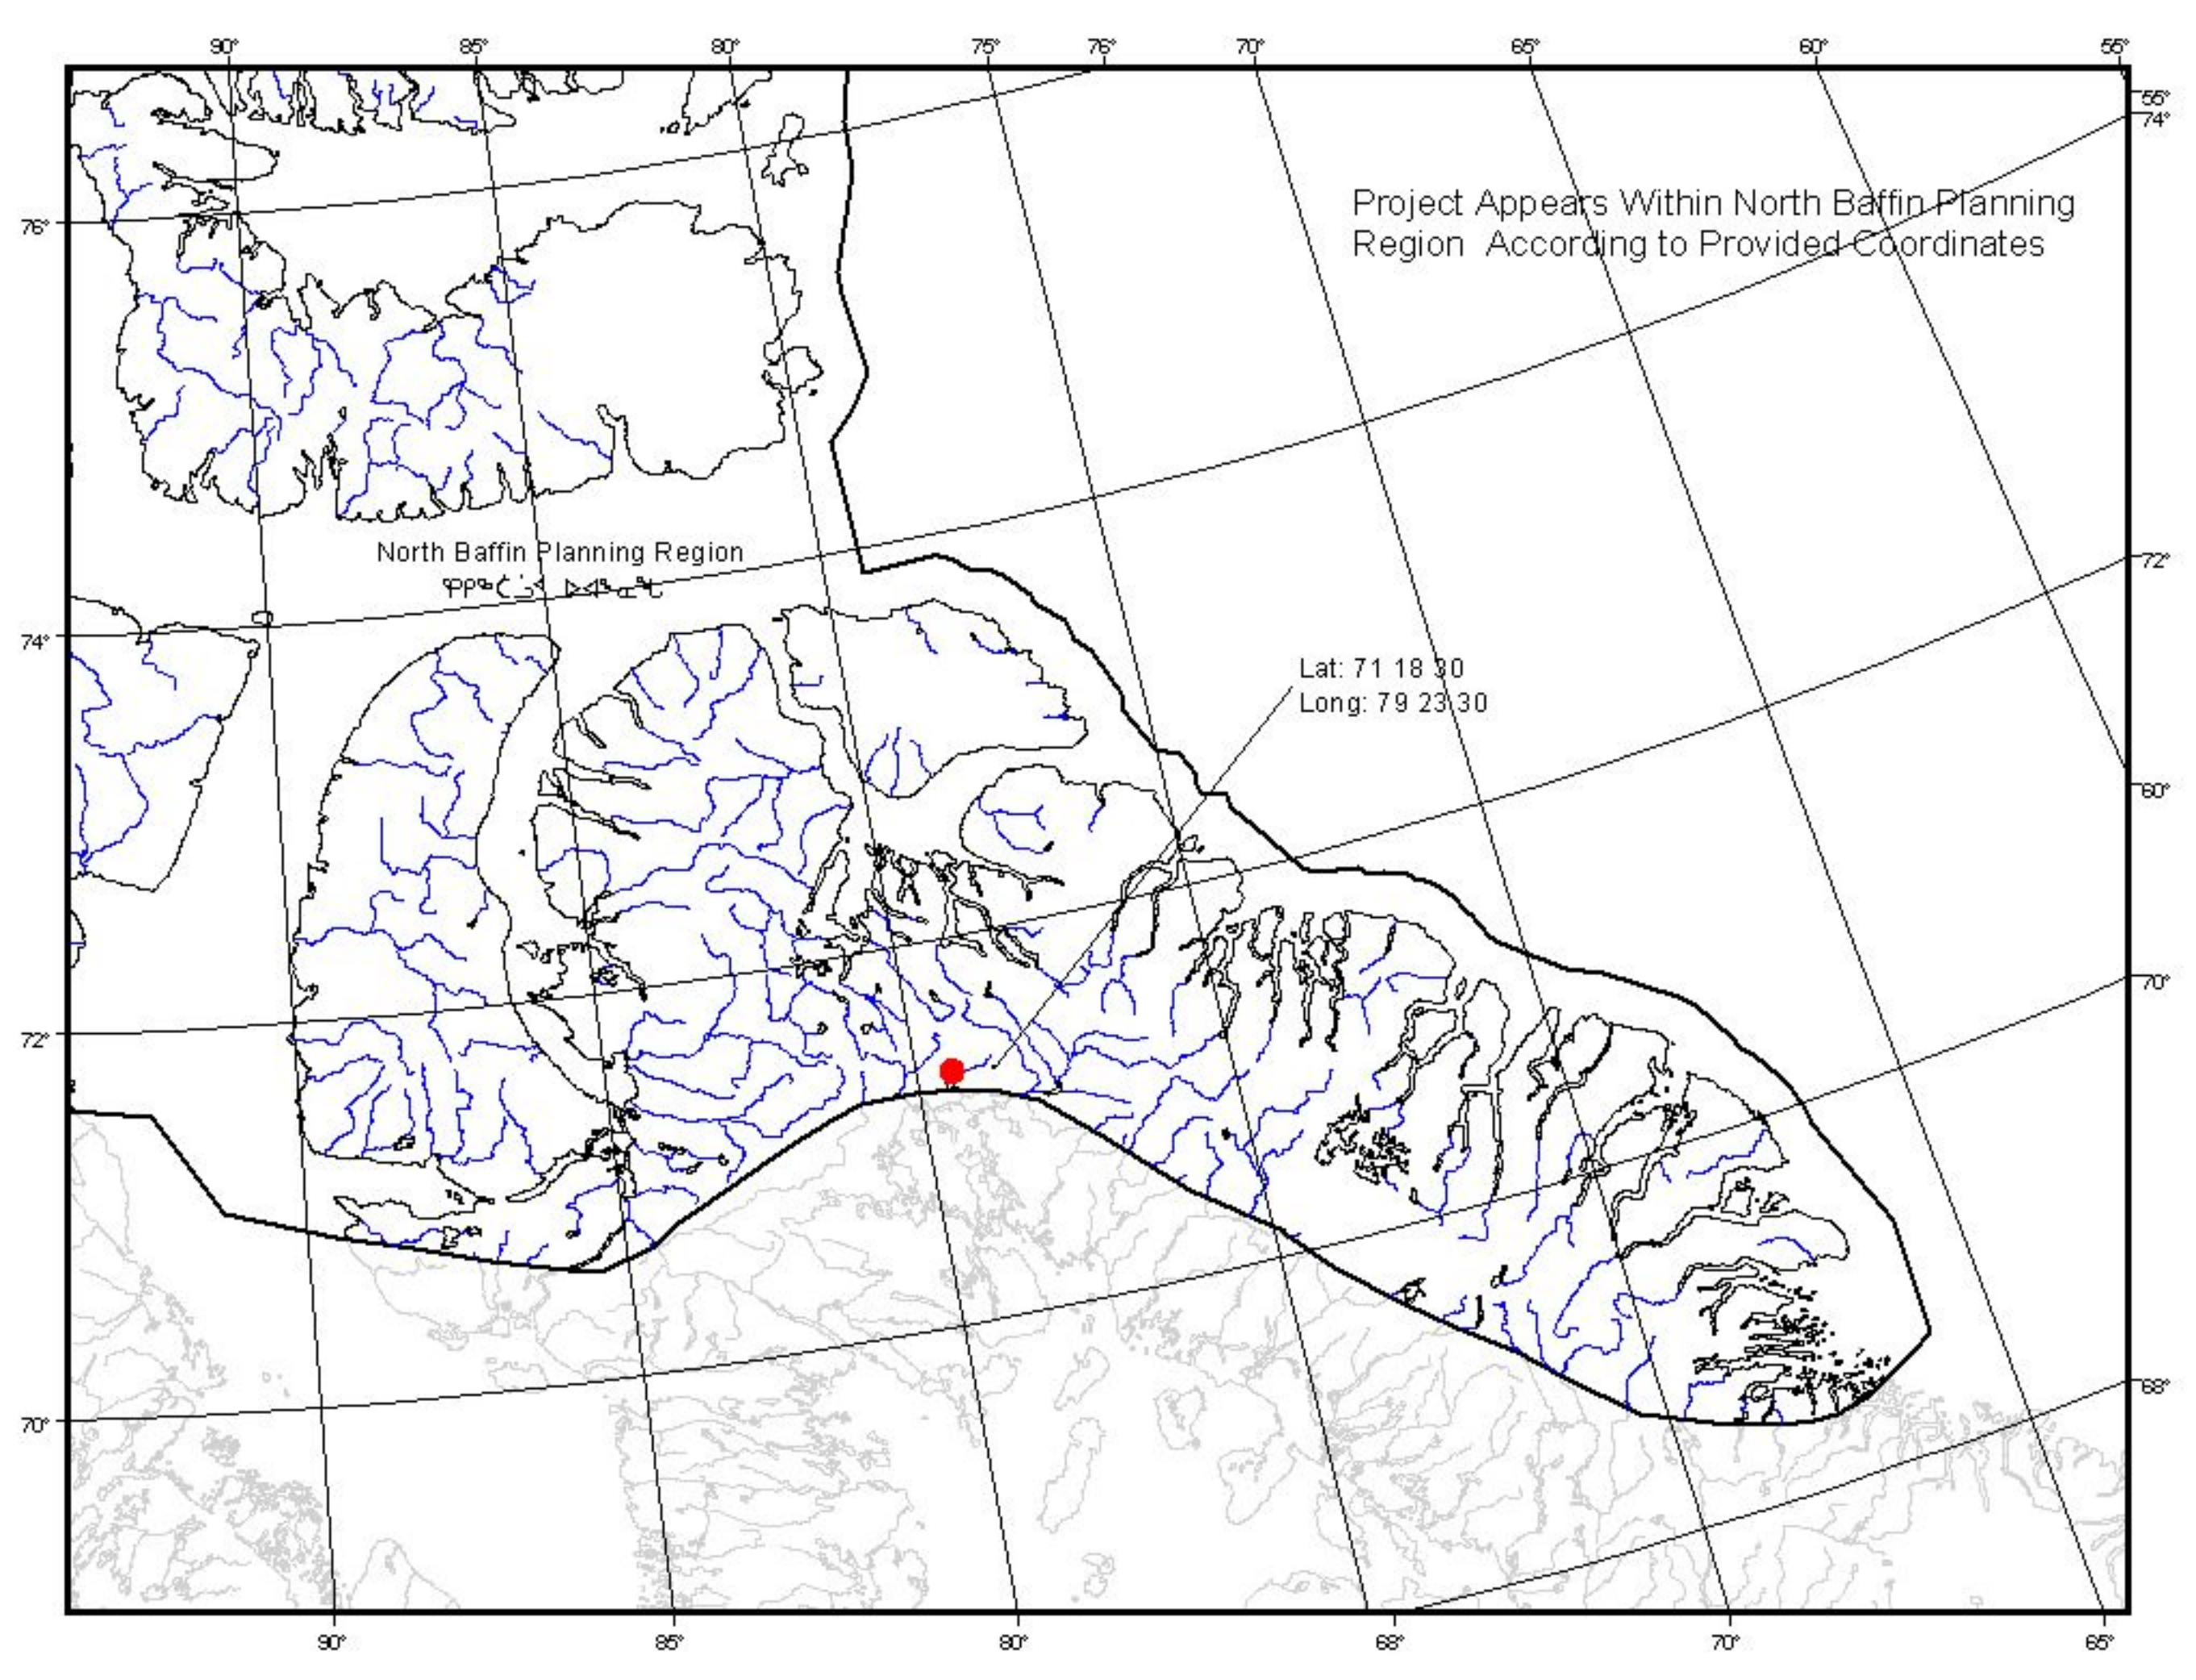 90° 85° 80° 75° 76° 70° 65° 60° 55°
55°
74°
Project Appears Within North Baffin Planning
Region According to Provided Coordinates
76°
North Baffin Planning Region
72°
74°
Lat: 71 18 30
Long: 79 23 30
60°
70°
72°
68°
70°
90° 85° 80° 68° 70° 65°